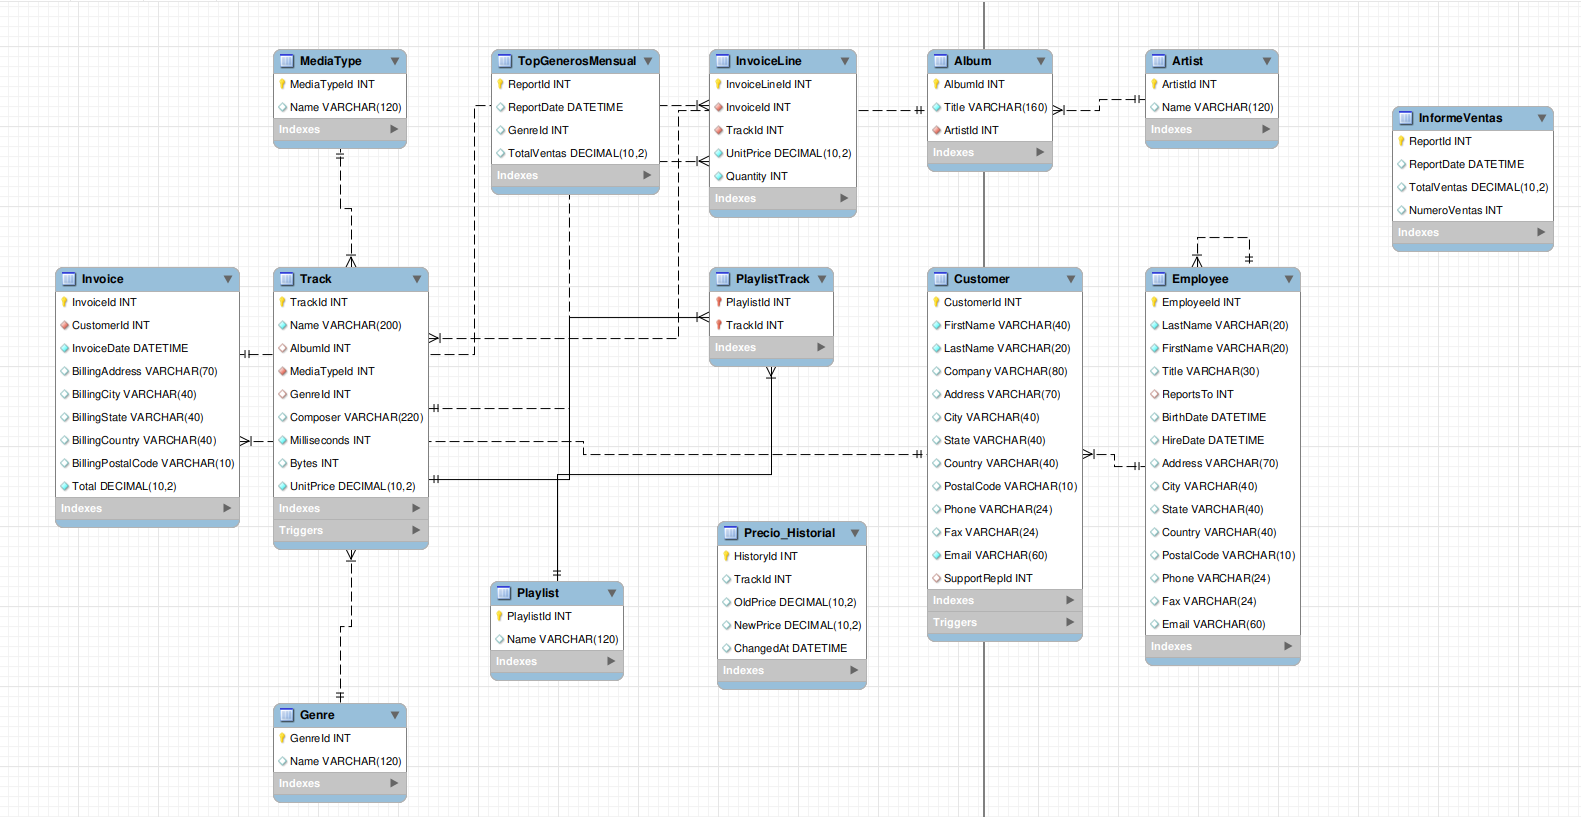 MediaType
MediaTypeId INT
Name VARCHAR(120)
Indexes
TopGenerosMensual
ReportId INT
ReportDate DATETIME
GenreId INT
TotalVentas DECIMAL(10,2)
Indexes
InvoiceLine
InvoiceLineId INT
InvoiceId INT
TrackId INT
UnitPrice DECIMAL(10,2)
Quantity INT
Indexes
Album
AlbumId INT
Title VARCHAR(160)
ArtistId INT
Indexes
Artist
ArtistId INT
Name VARCHAR(120)
Indexes
InformeVentas
ReportId INT
ReportDate DATETIME
TotalVentas DECIMAL(10,2)
NumeroVentas INT
Indexes
Invoice
InvoiceId INT
CustomerId INT
InvoiceDate DATETIME
BillingAddress VARCHAR(70)
BillingCity VARCHAR(40)
BillingState VARCHAR(40)
BillingCountry VARCHAR(40)
BillingPostalCode VARCHAR(10)
Total DECIMAL(10,2)
Indexes
Track
TrackId INT
Name VARCHAR(200)
AlbumId INT
MediaTypeId INT
GenreId INT
Composer VARCHAR(220)
Milliseconds INT
Bytes INT
UnitPrice DECIMAL(10,2)
Indexes
Triggers
PlaylistTrack
PlaylistId INT
TrackId INT
Indexes
Customer
CustomerId INT
FirstName VARCHAR(40)
LastName VARCHAR(20)
Company VARCHAR(80)
Address VARCHAR(70)
City VARCHAR(40)
State VARCHAR(40)
Country VARCHAR(40)
PostalCode VARCHAR(10)
Phone VARCHAR(24)
Fax VARCHAR(24)
Email VARCHAR(60)
SupportRepId INT
Indexes
Triggers
Employee
EmployeeId INT
LastName VARCHAR(20)
FirstName VARCHAR(20)
Title VARCHAR(30)
ReportsTo INT
BirthDate DATETIME
HireDate DATETIME
Address VARCHAR(70)
City VARCHAR(40)
State VARCHAR(40)
Country VARCHAR(40)
PostalCode VARCHAR(10)
Phone VARCHAR(24)
Fax VARCHAR(24)
Email VARCHAR(60)
Indexes
Precio_Historial
HistoryId INT
TrackId INT
OldPrice DECIMAL(10,2)
NewPrice DECIMAL(10,2)
ChangedAt DATETIME
Indexes
Playlist
PlaylistId INT
Name VARCHAR(120)
Indexes
Genre
GenreId INT
Name VARCHAR(120)
Indexes